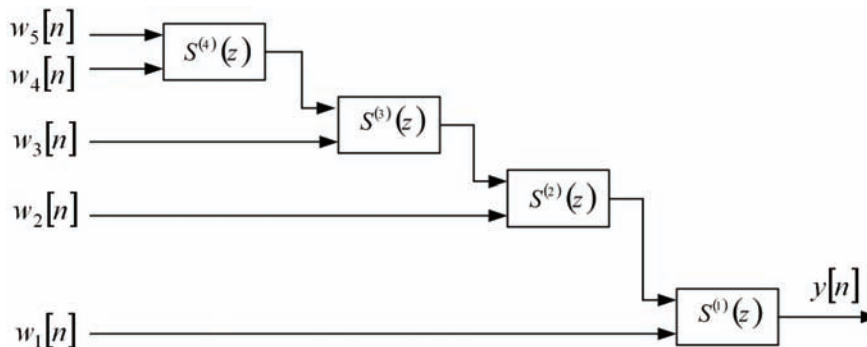 w₅[n]
S⁽⁴⁾(z)
w₄[n]
S⁽³⁾(z)
w₃[n]
S⁽²⁾(z)
w₂[n]
y[n]
S⁽¹⁾(z)
w₁[n]